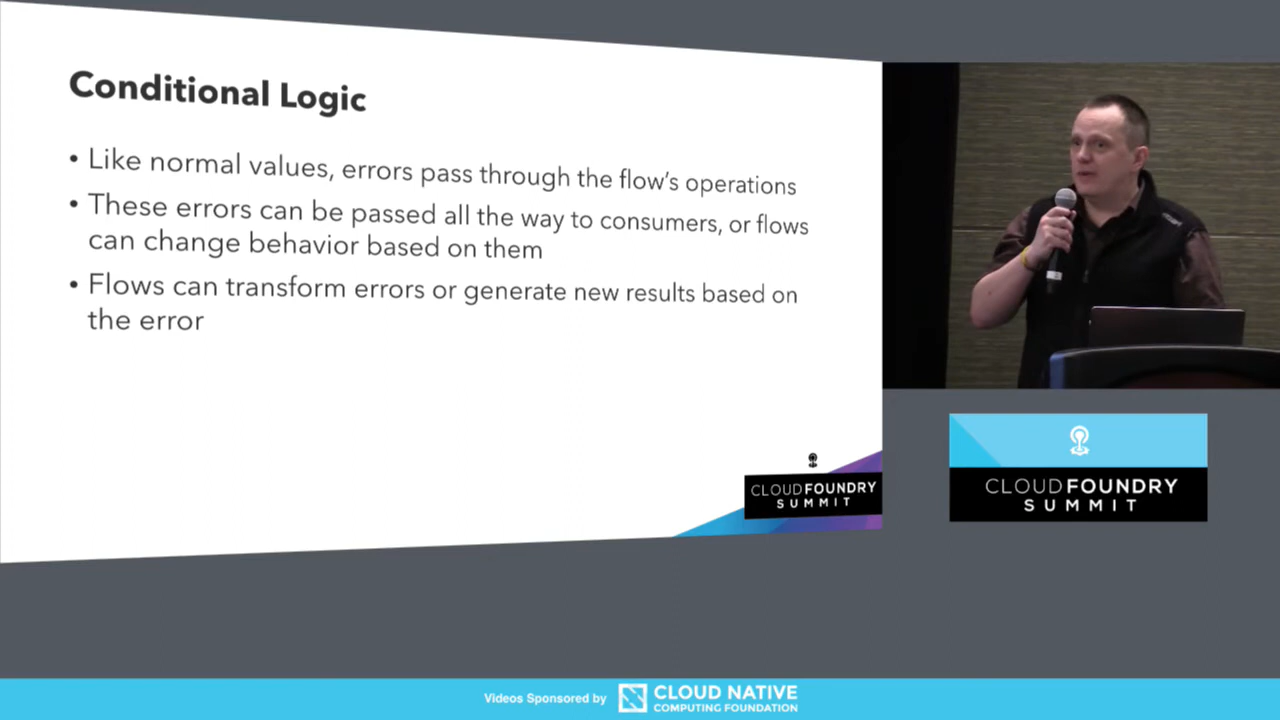 Conditional Logic
• Like normal values, errors pass through the flow’s operations
• These errors can be passed all the way to consumers, or flows
can change behavior based on them
• Flows can transform errors or generate new results based on
the error
CLOUDFOUNDRY
SUMMIT
CLOUDFOUNDRY
SUMMIT
Videos Sponsored by
CLOUD NATIVE
COMPUTING FOUNDATION